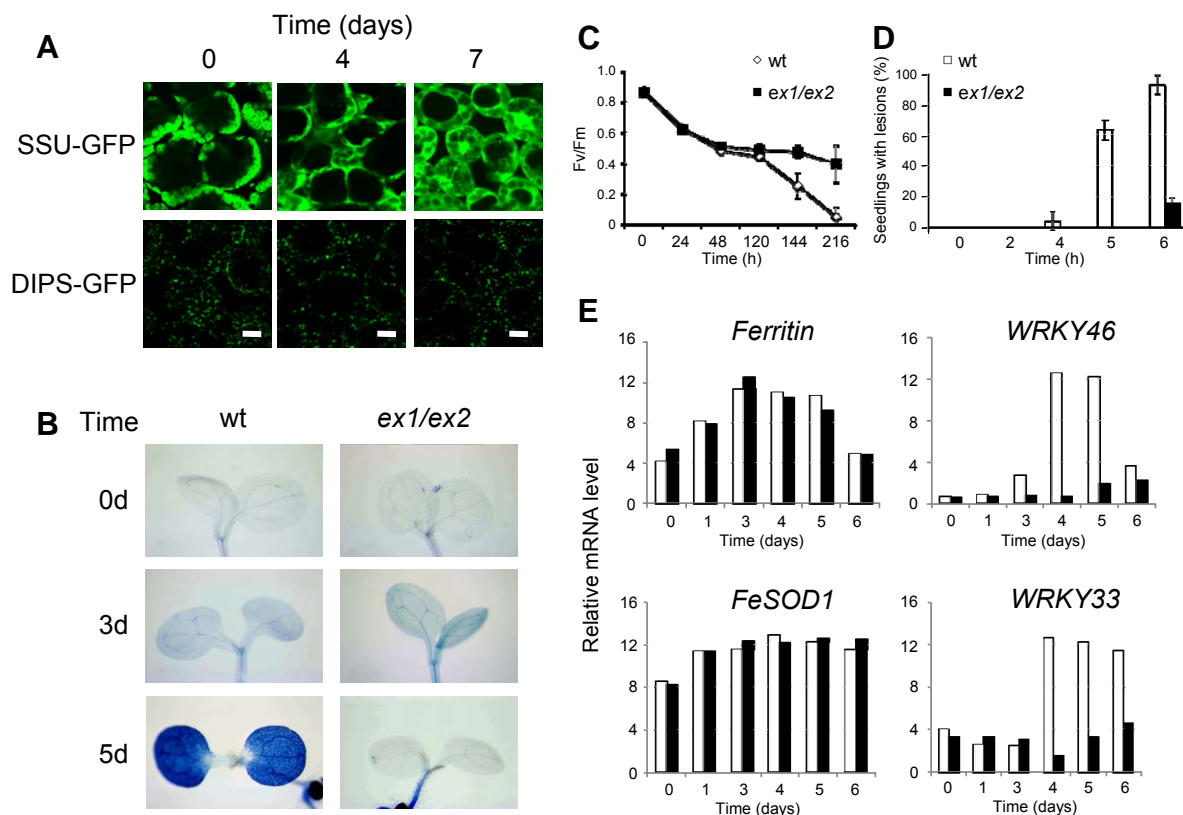 A
Time (days)
0 4 7
SSU-GFP
DIPS-GFP
B
Time wt ex1/ex2
0d
3d
5d
C
wt
ex1/ex2
Fv/Fm
1.0
0.8
0.6
0.4
0.2
0
0 24 48 120 144 216
Time (h)
D
wt
ex1/ex2
Seedlings with lesions (%)
100
80
60
40
20
0
0 2 4 5 6
Time (h)
E
Relative mRNA level
Ferritin
16
12
8
4
0
0 1 3 4 5 6
Time (days)
WRKY46
16
12
8
4
0
0 1 3 4 5 6
Time (days)
FeSOD1
16
12
8
4
0
0 1 3 4 5 6
Time (days)
WRKY33
16
12
8
4
0
0 1 3 4 5 6
Time (days)